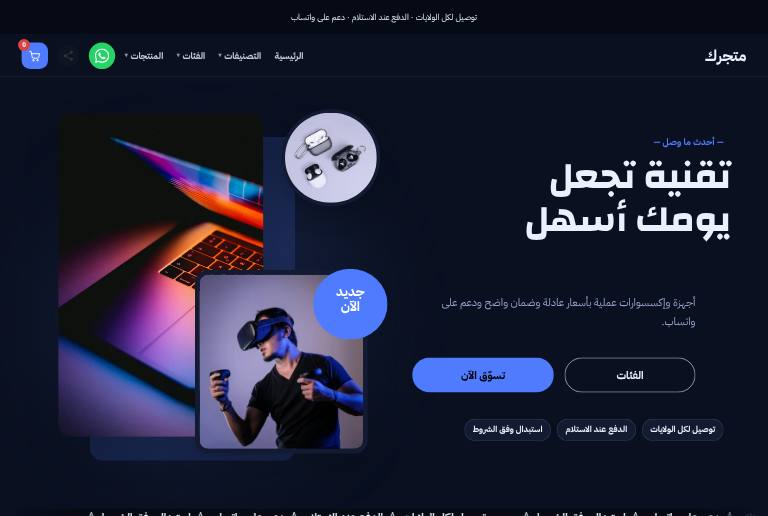 توصيل لكل الولايات · الدفع عند الاستلام · دعم على واتساب
متجرك
الرئيسية
التصنيفات
الفئات
المنتجات
0
— أحدث ما وصل —
تقنية تجعل
يومك أسهل
جديد
الآن
أجهزة وإكسسوارات عملية بأسعار عادلة وضمان واضح ودعم على
واتساب.
الفئات
تسوّق الآن
توصيل لكل الولايات
الدفع عند الاستلام
استبدال وفق الشروط